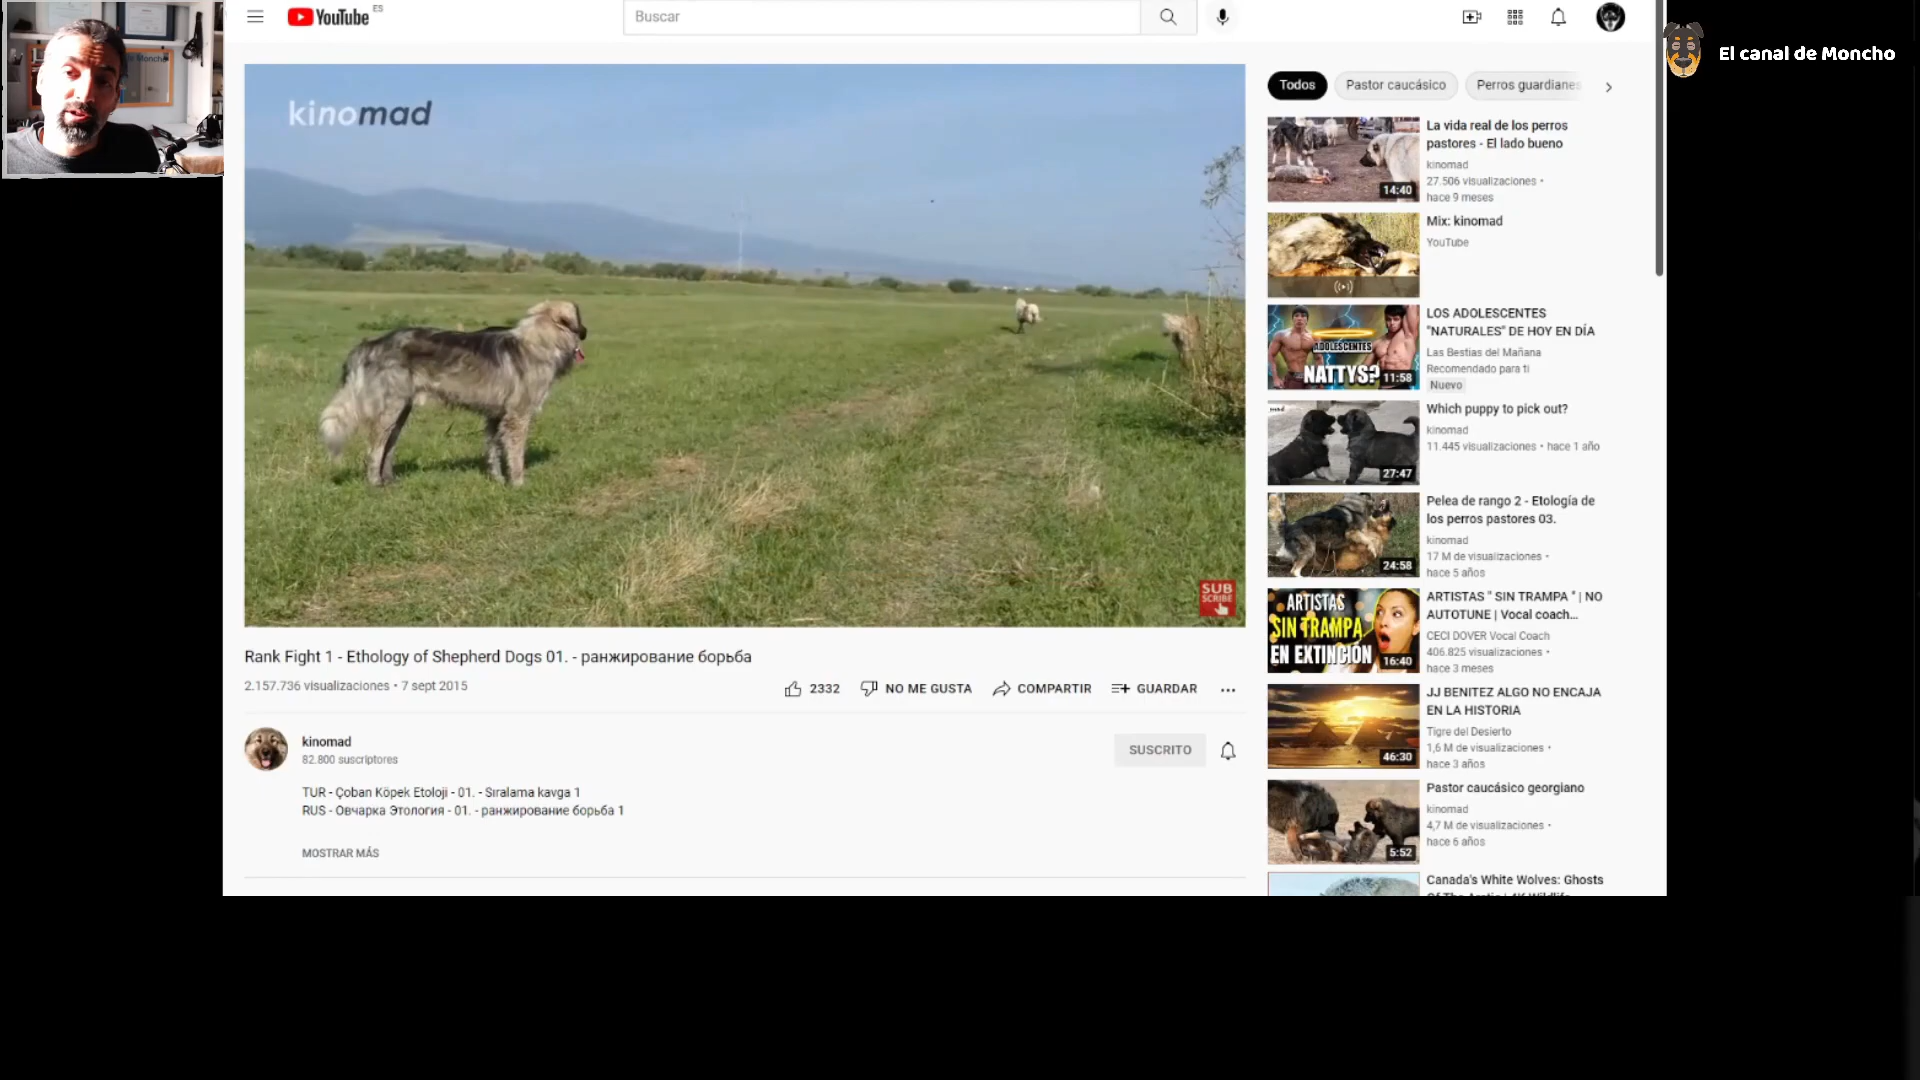 YouTube ES
Buscar
El canal de Moncho
kinomad
SUB
SCRIBE
Rank Fight 1 - Ethology of Shepherd Dogs 01. - ранжирование борьба
2.157.736 visualizaciones • 7 sept 2015
2332 NO ME GUSTA COMPARTIR GUARDAR
kinomad
82.800 suscriptores
SUSCRITO
TUR - Çoban Köpek Etoloji - 01. - Sıralama kavga 1
RUS - Овчарка Этология - 01. - ранжирование борьба 1
MOSTRAR MÁS
Todos Pastor caucásico Perros guardianes
14:40
La vida real de los perros
pastores - El lado bueno
kinomad
27.506 visualizaciones •
hace 9 meses
Mix: kinomad
YouTube
ADOLESCENTES
NATTYS? 11:58
LOS ADOLESCENTES
"NATURALES" DE HOY EN DÍA
Las Bestias del Mañana
Recomendado para ti
Nuevo
27:47
Which puppy to pick out?
kinomad
11.445 visualizaciones • hace 1 año
24:58
Pelea de rango 2 - Etología de
los perros pastores 03.
kinomad
17 M de visualizaciones •
hace 5 años
ARTISTAS
SIN TRAMPA
EN EXTINCIÓN 16:40
ARTISTAS " SIN TRAMPA " | NO
AUTOTUNE | Vocal coach...
CECI DOVER Vocal Coach
406.825 visualizaciones •
hace 3 meses
46:30
JJ BENITEZ ALGO NO ENCAJA
EN LA HISTORIA
Tigre del Desierto
1,6 M de visualizaciones •
hace 3 años
5:52
Pastor caucásico georgiano
kinomad
4,7 M de visualizaciones •
hace 6 años
Canada's White Wolves: Ghosts